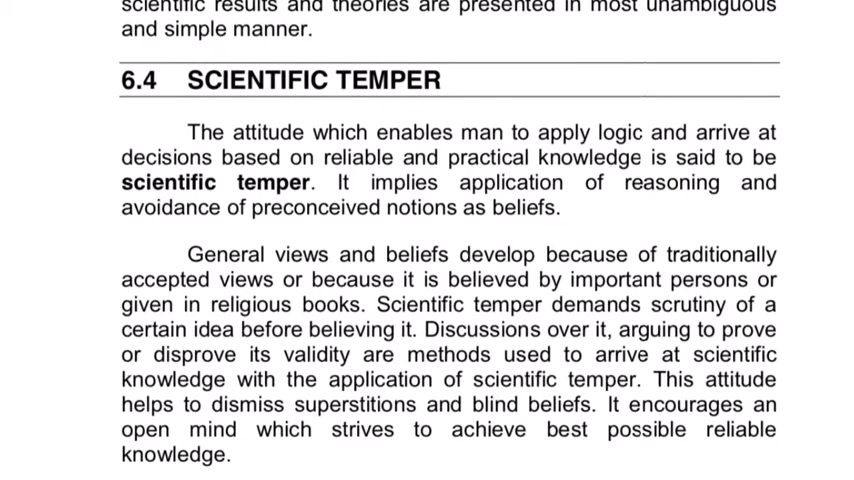 scientific results and theories are presented in most unambiguous
and simple manner.
6.4 SCIENTIFIC TEMPER
The attitude which enables man to apply logic and arrive at
decisions based on reliable and practical knowledge is said to be
scientific temper. It implies application of reasoning and
avoidance of preconceived notions as beliefs.
General views and beliefs develop because of traditionally
accepted views or because it is believed by important persons or
given in religious books. Scientific temper demands scrutiny of a
certain idea before believing it. Discussions over it, arguing to prove
or disprove its validity are methods used to arrive at scientific
knowledge with the application of scientific temper. This attitude
helps to dismiss superstitions and blind beliefs. It encourages an
open mind which strives to achieve best possible reliable
knowledge.